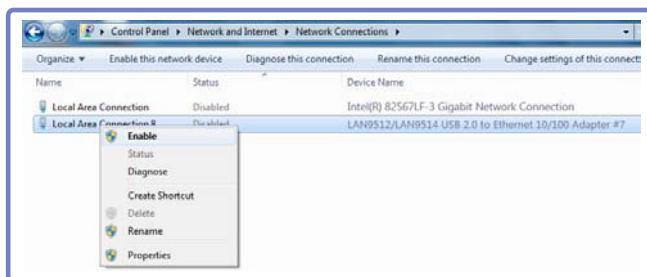 Control Panel Network and Internet Network Connections
Organize Enable this network device Diagnose this connection Rename this connection Change settings of this connect
Name Status Device Name
Local Area Connection Disabled Intel(R) 82567LF-3 Gigabit Network Connection
Local Area Connection 8 Disabled LAN9512/LAN9514 USB 2.0 to Ethernet 10/100 Adapter #7
Enable
Status
Diagnose
Create Shortcut
Delete
Rename
Properties